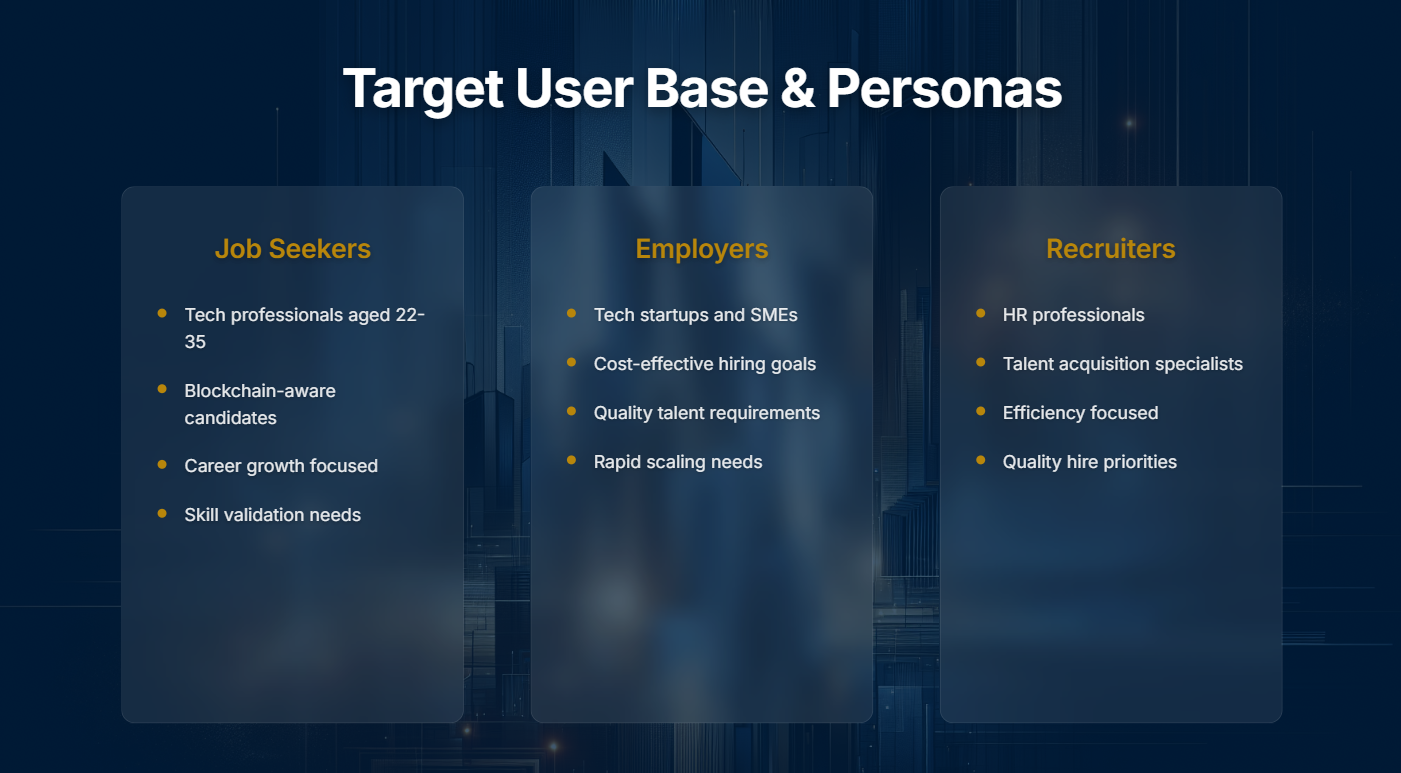 Target User Base & Personas
Job Seekers
Tech professionals aged 22-
35
Blockchain-aware
candidates
Career growth focused
Skill validation needs
Employers
Tech startups and SMEs
Cost-effective hiring goals
Quality talent requirements
Rapid scaling needs
Recruiters
HR professionals
Talent acquisition specialists
Efficiency focused
Quality hire priorities